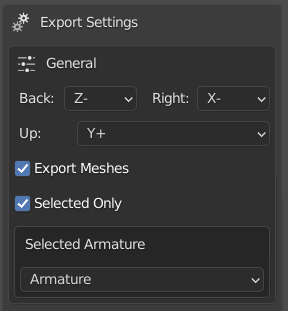 Export Settings
General
Back: Z- Right: X-
Up: Y+
Export Meshes
Selected Only
Selected Armature
Armature